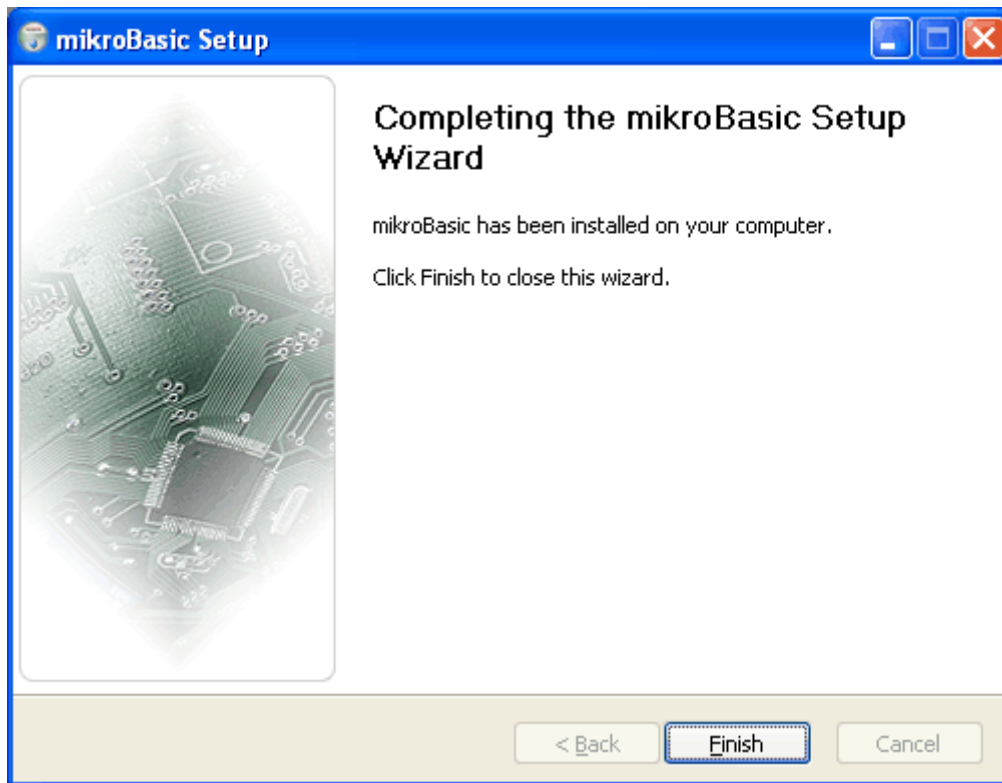 mikroBasic Setup
Completing the mikroBasic Setup
Wizard
mikroBasic has been installed on your computer.
Click Finish to close this wizard.
< Back
Finish
Cancel